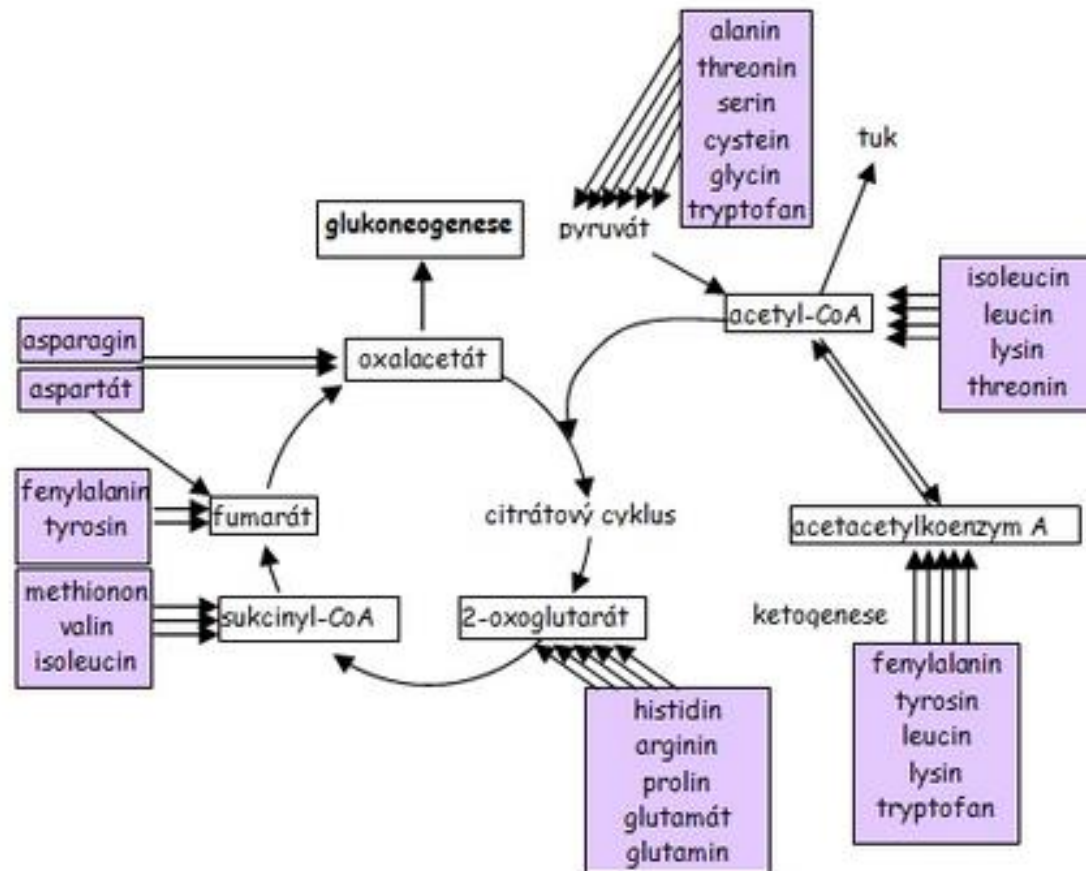 alanin
threonin
serin
cystein
glycin
tryptofan
tuk
glukoneogenese
pyruvát
isoleucin
leucin
lysin
threonin
acetyl-CoA
asparagin
aspartát
oxalacetát
fenylalanin
tyrosin
fumarát
citrátový cyklus
acetacetylkoenzym A
methionon
valin
isoleucin
sukcinyl-CoA
2-oxoglutarát
ketogenese
histidin
arginin
prolin
glutamát
glutamin
fenylalanin
tyrosin
leucin
lysin
tryptofan